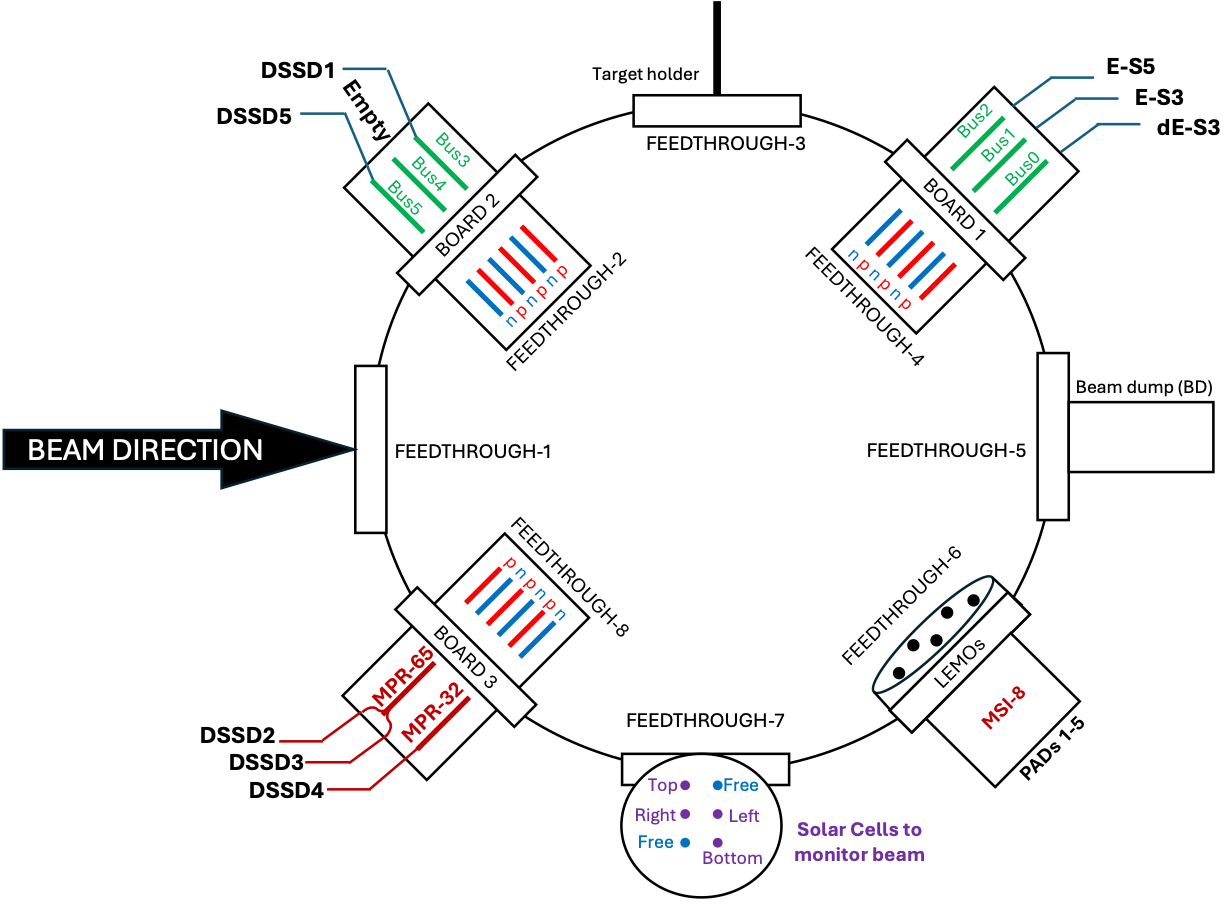 Target holder
FEEDTHROUGH-3
DSSD1
Empty
DSSD5
Bus3
Bus4
Bus5
BOARD 2
n p n p n p
FEEDTHROUGH-2
E-S5
E-S3
dE-S3
Bus2
Bus1
Bus0
BOARD 1
n p n p n p
FEEDTHROUGH-4
BEAM DIRECTION
FEEDTHROUGH-1
FEEDTHROUGH-5
Beam dump (BD)
FEEDTHROUGH-8
p n p n p n
BOARD 3
MPR-65
MPR-32
DSSD2
DSSD3
DSSD4
FEEDTHROUGH-6
LEMOs
MSI-8
PADs 1-5
FEEDTHROUGH-7
Top
Free
Right
Left
Free
Bottom
Solar Cells to
monitor beam